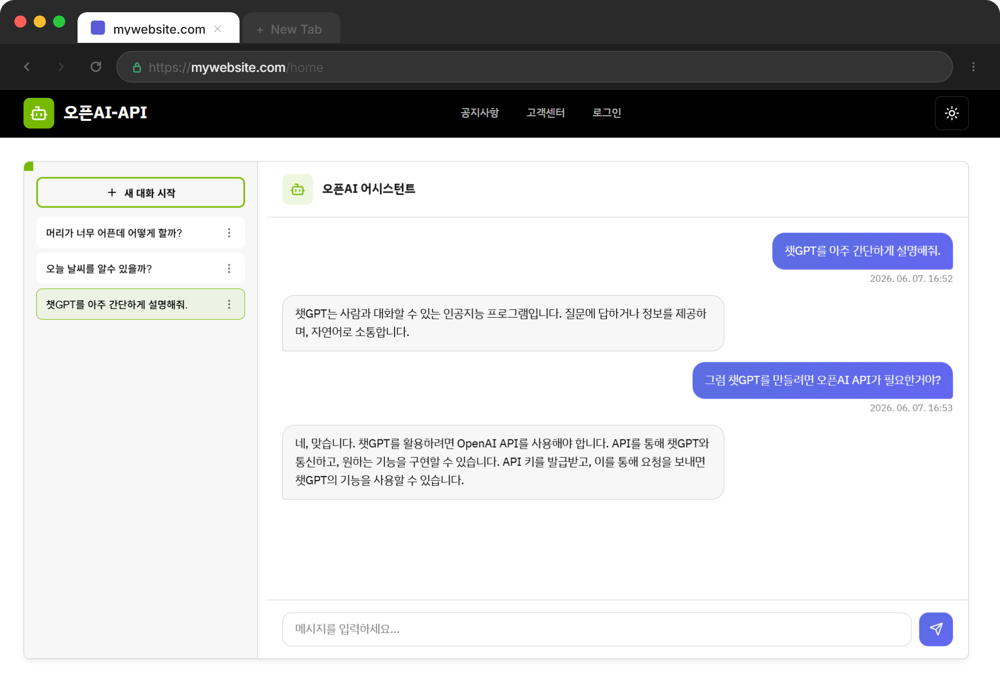 mywebsite.com
+ New Tab
https://mywebsite.com/home
오픈AI-API
공지사항
고객센터
로그인
+ 새 대화 시작
머리가 너무 어픈데 어떻게 할까?
오늘 날씨를 알수 있을까?
챗GPT를 아주 간단하게 설명해줘.
오픈AI 어시스턴트
챗GPT를 아주 간단하게 설명해줘.
2026. 06. 07. 16:52
챗GPT는 사람과 대화할 수 있는 인공지능 프로그램입니다. 질문에 답하거나 정보를 제공하
며, 자연어로 소통합니다.
그럼 챗GPT를 만들려면 오픈AI API가 필요한거야?
2026. 06. 07. 16:53
네, 맞습니다. 챗GPT를 활용하려면 OpenAI API를 사용해야 합니다. API를 통해 챗GPT와
통신하고, 원하는 기능을 구현할 수 있습니다. API 키를 발급받고, 이를 통해 요청을 보내면
챗GPT의 기능을 사용할 수 있습니다.
메시지를 입력하세요...